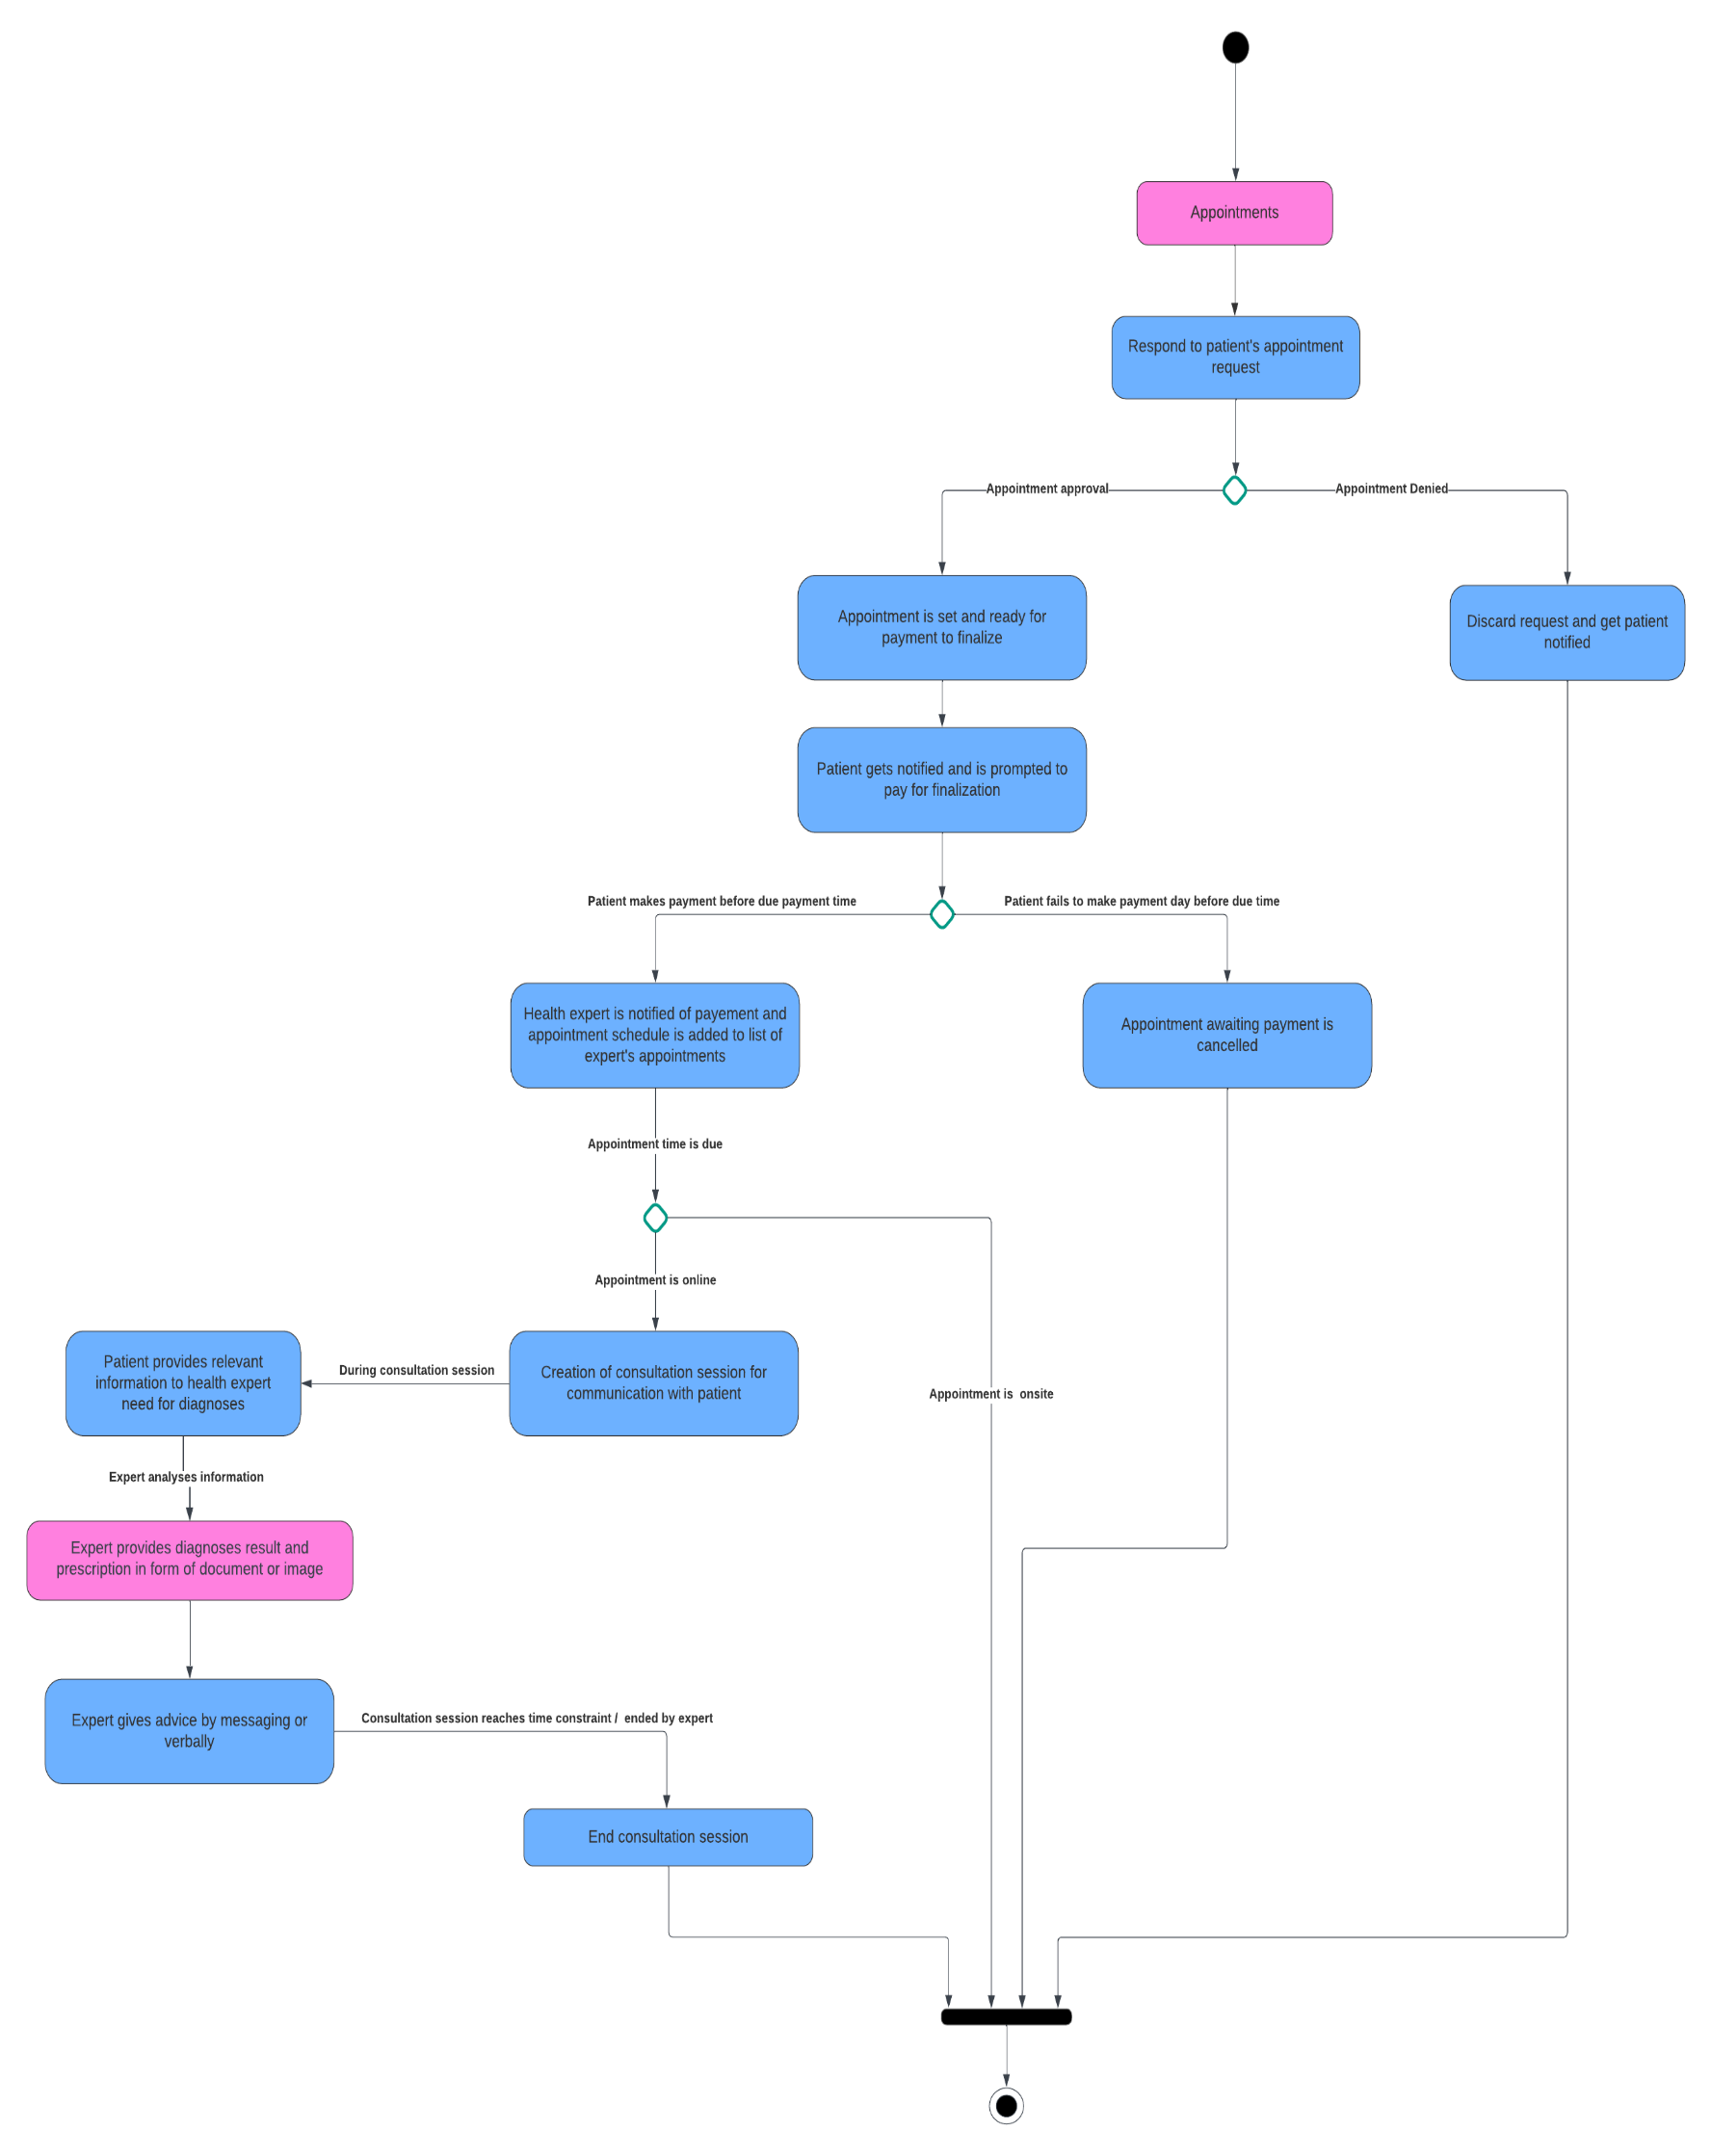 Appointments
Respond to patient's appointment
request
Appointment approval
Appointment Denied
Appointment is set and ready for
payment to finalize
Discard request and get patient
notified
Patient gets notified and is prompted to
pay for finalization
Patient makes payment before due payment time
Patient fails to make payment day before due time
Health expert is notified of payement and
appointment schedule is added to list of
expert's appointments
Appointment awaiting payment is
cancelled
Appointment time is due
Appointment is online
Patient provides relevant
information to health expert
need for diagnoses
During consultation session
Creation of consultation session for
communication with patient
Appointment is  onsite
Expert analyses information
Expert provides diagnoses result and
prescription in form of document or image
Expert gives advice by messaging or
verbally
Consultation session reaches time constraint /  ended by expert
End consultation session